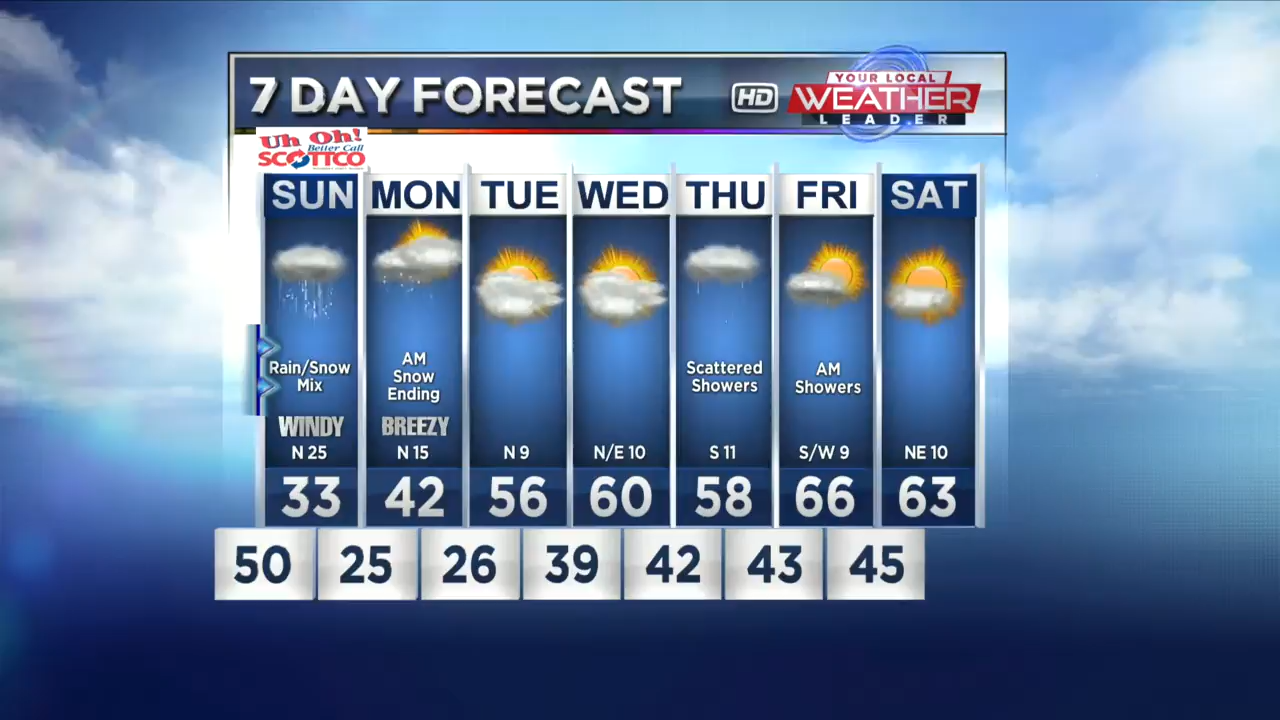 7 DAY FORECAST
HD
YOUR LOCAL
WEATHER
LEADER
Uh Oh!
Better Call
SCOTTCO
SUN MON TUE WED THU FRI SAT
Rain/Snow
Mix
WINDY
N 25
33
AM
Snow
Ending
BREEZY
N 15
42
N 9
56
N/E 10
60
Scattered
Showers
S 11
58
AM
Showers
S/W 9
66
NE 10
63
50 25 26 39 42 43 45